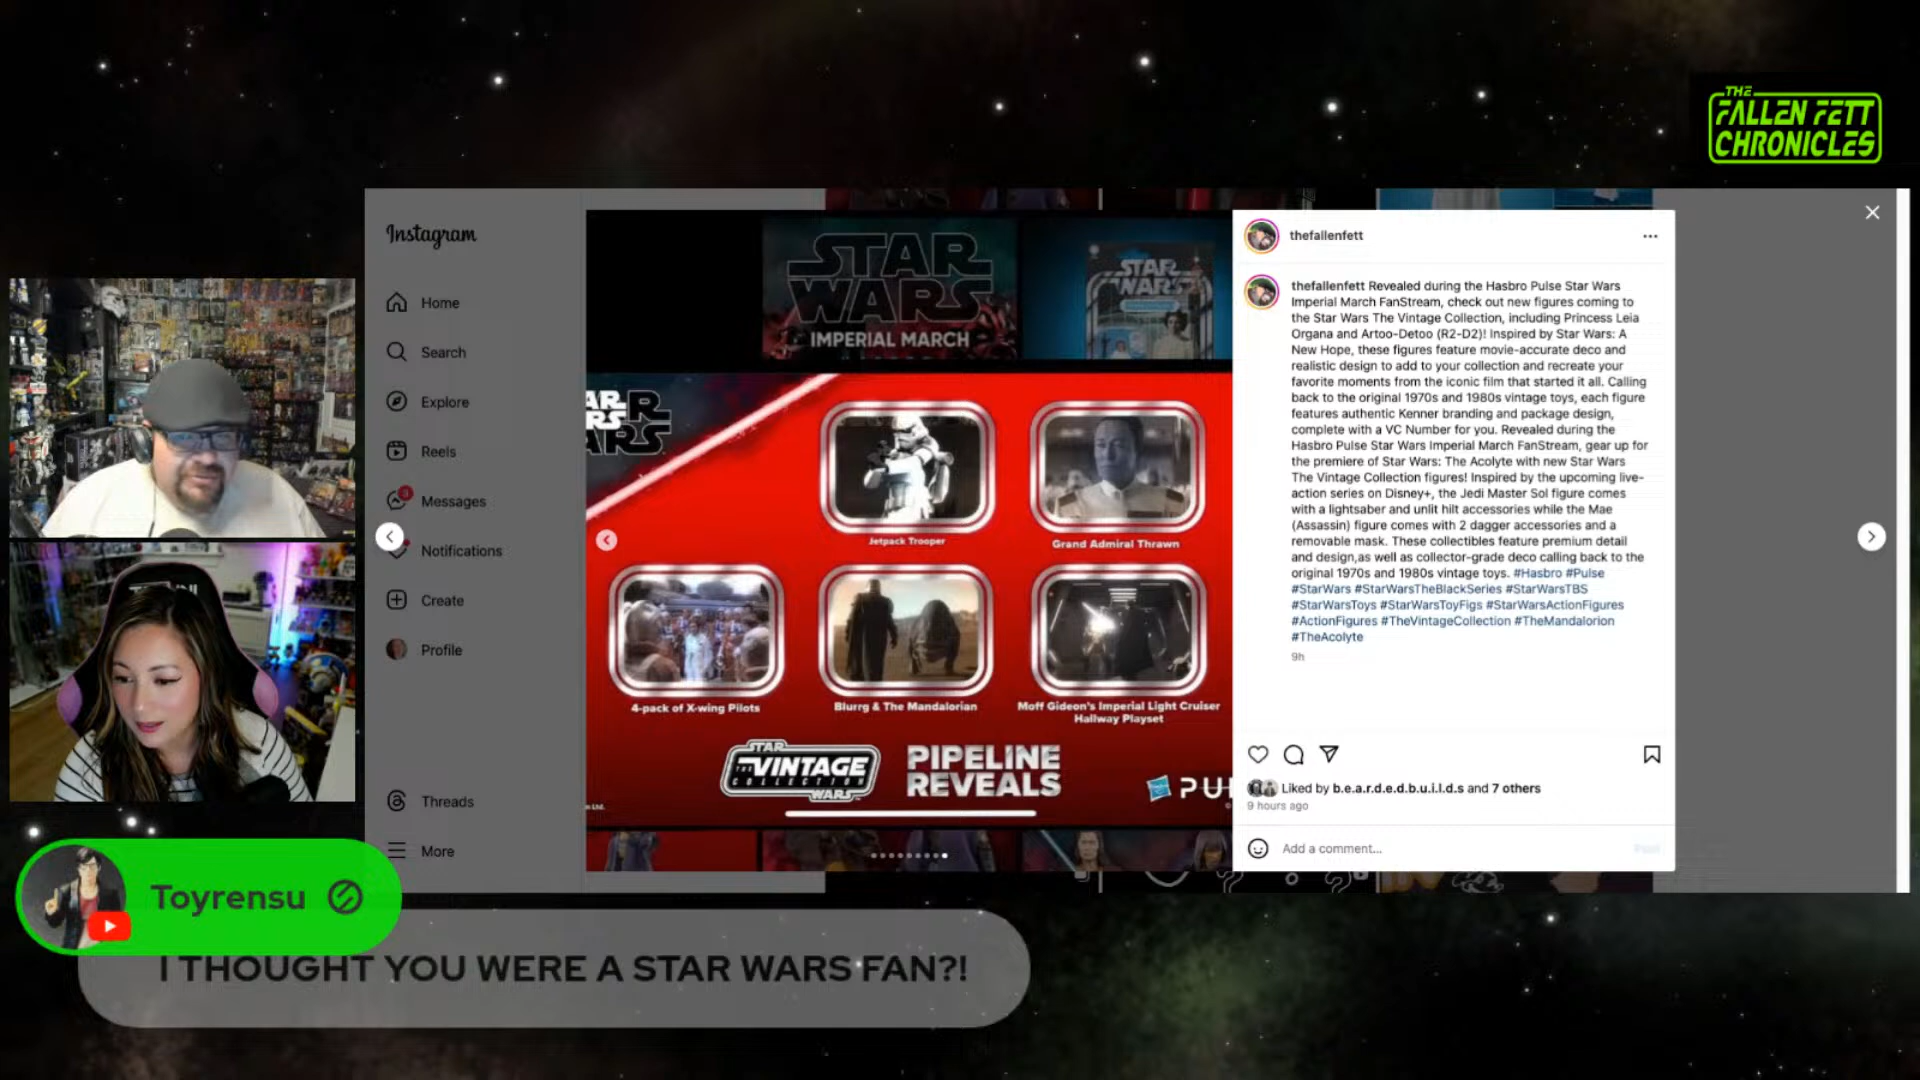 THE
FALLEN FETT
CHRONICLES
Instagram
Home
Search
Explore
Reels
3
Messages
Notifications
Create
Profile
Threads
More
STAR
WARS
IMPERIAL MARCH
STAR
WARS
Jetpack Trooper
Grand Admiral Thrawn
4-pack of X-wing Pilots
Blurrg & The Mandalorian
Moff Gideon's Imperial Light Cruiser
Hallway Playset
STAR
THE
VINTAGE
COLLECTION
WARS
PIPELINE
REVEALS
PU
Ltd.
thefallenfett
thefallenfett Revealed during the Hasbro Pulse Star Wars
Imperial March FanStream, check out new figures coming to
the Star Wars The Vintage Collection, including Princess Leia
Organa and Artoo-Detoo (R2-D2)! Inspired by Star Wars: A
New Hope, these figures feature movie-accurate deco and
realistic design to add to your collection and recreate your
favorite moments from the iconic film that started it all. Calling
back to the original 1970s and 1980s vintage toys, each figure
features authentic Kenner branding and package design,
complete with a VC Number for you. Revealed during the
Hasbro Pulse Star Wars Imperial March FanStream, gear up for
the premiere of Star Wars: The Acolyte with new Star Wars
The Vintage Collection figures! Inspired by the upcoming live-
action series on Disney+, the Jedi Master Sol figure comes
with a lightsaber and unlit hilt accessories while the Mae
(Assassin) figure comes with 2 dagger accessories and a
removable mask. These collectibles feature premium detail
and design,as well as collector-grade deco calling back to the
original 1970s and 1980s vintage toys. #Hasbro #Pulse
#StarWars #StarWarsTheBlackSeries #StarWarsTBS
#StarWarsToys #StarWarsToyFigs #StarWarsActionFigures
#ActionFigures #TheVintageCollection #TheMandalorion
#TheAcolyte
9h
Liked by b.e.a.r.d.e.d.b.u.i.l.d.s and 7 others
9 hours ago
Add a comment...
Post
Toyrensu
I THOUGHT YOU WERE A STAR WARS FAN?!